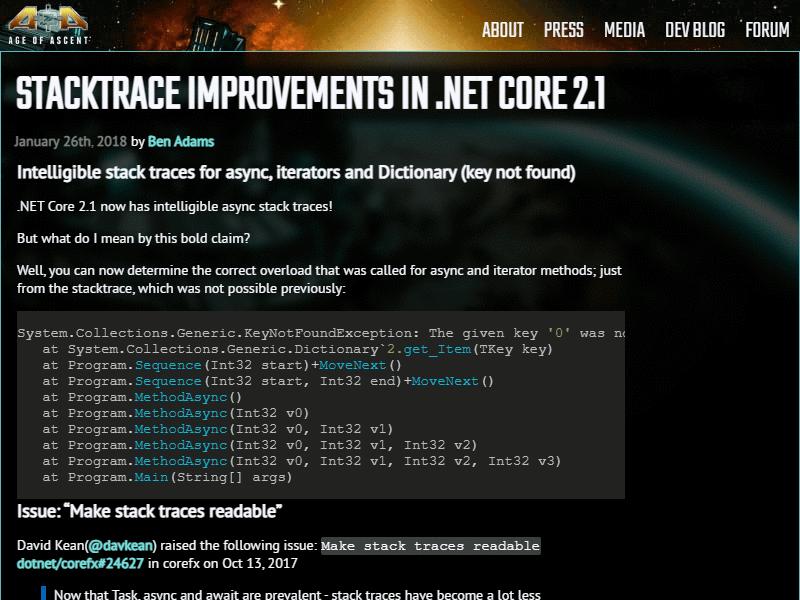 AGE OF ASCENT
ABOUT PRESS MEDIA DEV BLOG FORUM
STACKTRACE IMPROVEMENTS IN .NET CORE 2.1
January 26th, 2018 by Ben Adams
Intelligible stack traces for async, iterators and Dictionary (key not found)
.NET Core 2.1 now has intelligible async stack traces!
But what do I mean by this bold claim?
Well, you can now determine the correct overload that was called for async and iterator methods; just
from the stacktrace, which was not possible previously:
System.Collections.Generic.KeyNotFoundException: The given key '0' was no
at System.Collections.Generic.Dictionary`2.get_Item(TKey key)
at Program.Sequence(Int32 start)+MoveNext()
at Program.Sequence(Int32 start, Int32 end)+MoveNext()
at Program.MethodAsync()
at Program.MethodAsync(Int32 v0)
at Program.MethodAsync(Int32 v0, Int32 v1)
at Program.MethodAsync(Int32 v0, Int32 v1, Int32 v2)
at Program.MethodAsync(Int32 v0, Int32 v1, Int32 v2, Int32 v3)
at Program.Main(String[] args)
Issue: “Make stack traces readable”
David Kean(@davkean) raised the following issue: Make stack traces readable
dotnet/corefx#24627 in corefx on Oct 13, 2017
Now that Task, async and await are prevalent - stack traces have become a lot less